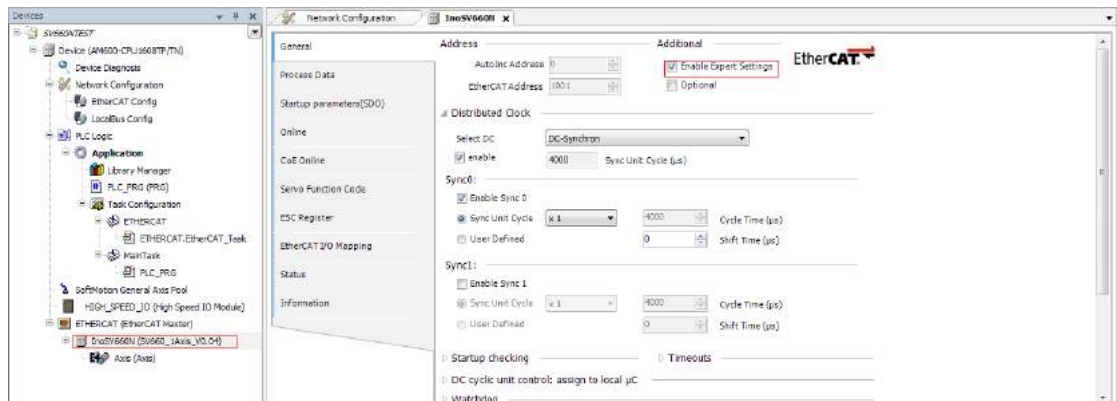 Devices
SV660NTEST
Device (AM600-CPU1608TP/TN)
Device Diagnosis
Network Configuration
EtherCAT Config
LocalBus Config
PLC Logic
Application
Library Manager
PLC_PRG (PRG)
Task Configuration
ETHERCAT
ETHERCAT.EtherCAT_Task
MainTask
PLC_PRG
SoftMotion General Axis Pool
HIGH_SPEED_IO (High Speed IO Module)
ETHERCAT (EtherCAT Master)
InoSV660N (SV660_1Axis_V0.04)
Axis (Axis)
Network Configuration
InoSV660N
General
Process Data
Startup parameters(SDO)
Online
CoE Online
Servo Function Code
ESC Register
EtherCAT I/O Mapping
Status
Information
Address
AutoInc Address 0
EtherCAT Address 1001
Additional
Enable Expert Settings
Optional
EtherCAT.
Distributed Clock
Select DC DC-Synchron
enable 4000 Sync Unit Cycle (μs)
Sync0:
Enable Sync 0
Sync Unit Cycle x 1 4000 Cycle Time (μs)
User Defined 0 Shift Time (μs)
Sync1:
Enable Sync 1
Sync Unit Cycle x 1 4000 Cycle Time (μs)
User Defined 0 Shift Time (μs)
Startup checking Timeouts
DC cyclic unit control: assign to local μC
Watchdog